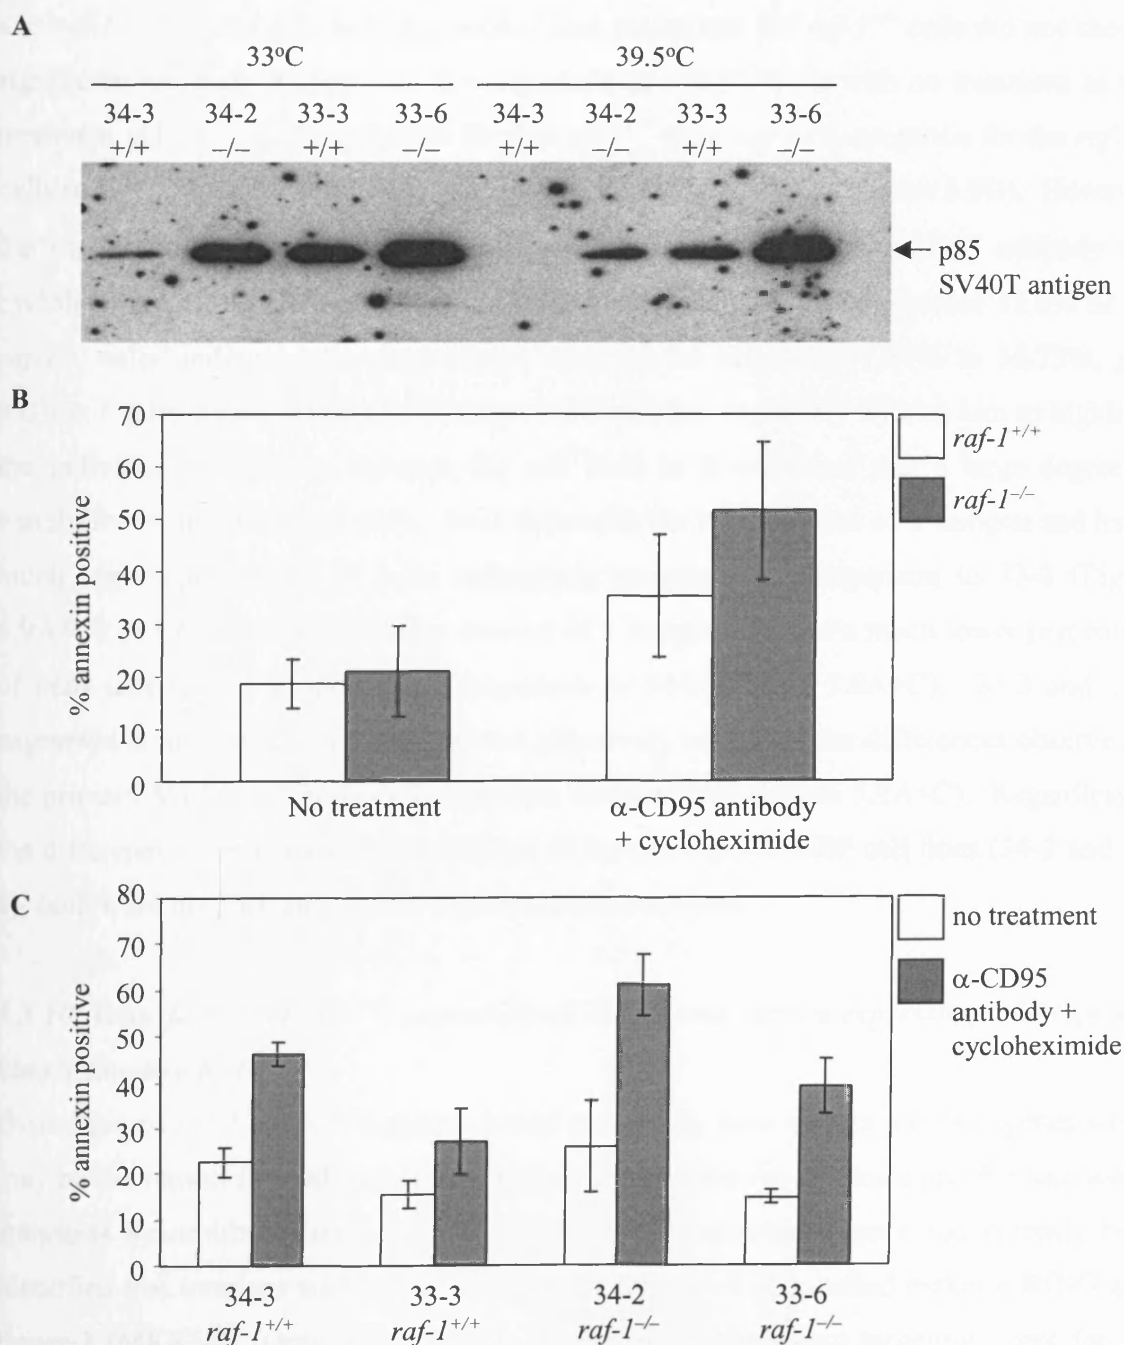 A
33°C 39.5°C
34-3 34-2 33-3 33-6 34-3 34-2 33-3 33-6
+/+ –/– +/+ –/– +/+ –/– +/+ –/–
p85
SV40T antigen
B
% annexin positive
70
60
50
40
30
20
10
0
raf-1+/+
raf-1–/–
No treatment
α-CD95 antibody
+ cycloheximide
C
% annexin positive
80
70
60
50
40
30
20
10
0
no treatment
α-CD95
antibody +
cycloheximide
34-3 33-3 34-2 33-6
raf-1+/+ raf-1+/+ raf-1–/– raf-1–/–